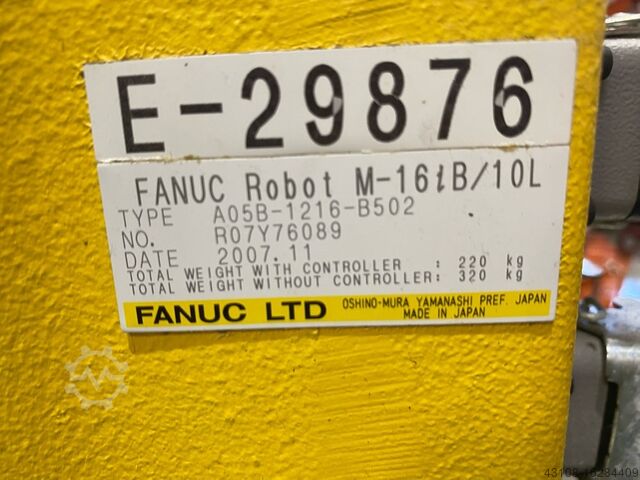 E-29876
FANUC Robot M-16iB/10L
TYPE A05B-1216-B502
NO. R07Y76089
DATE 2007.11
TOTAL WEIGHT WITH CONTROLLER : 220 kg
TOTAL WEIGHT WITHOUT CONTROLLER: 320 kg
FANUC LTD OSHINO-MURA YAMANASHI PREF. JAPAN
MADE IN JAPAN
43108-16284409